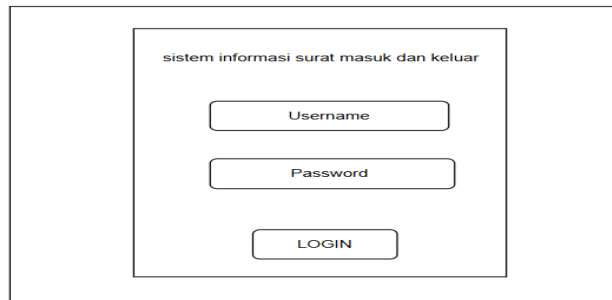 sistem informasi surat masuk dan keluar
Username
Password
LOGIN